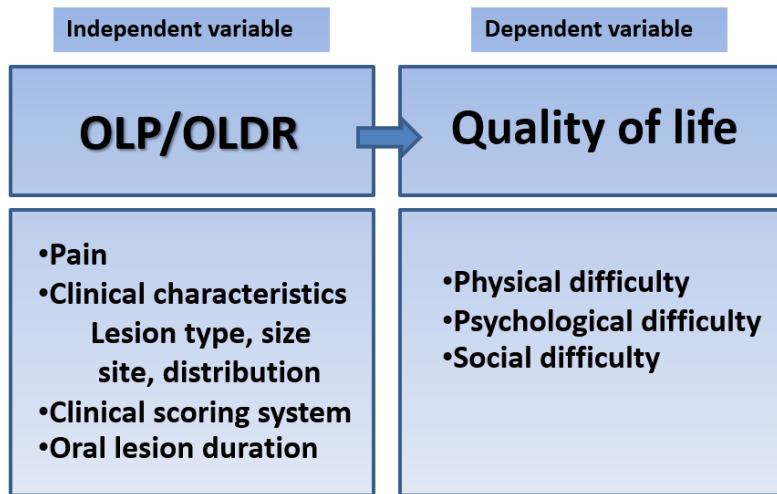 Independent variable
Dependent variable
OLP/OLDR
Quality of life
•Pain
•Clinical characteristics
Lesion type, size
site, distribution
•Clinical scoring system
•Oral lesion duration
•Physical difficulty
•Psychological difficulty
•Social difficulty